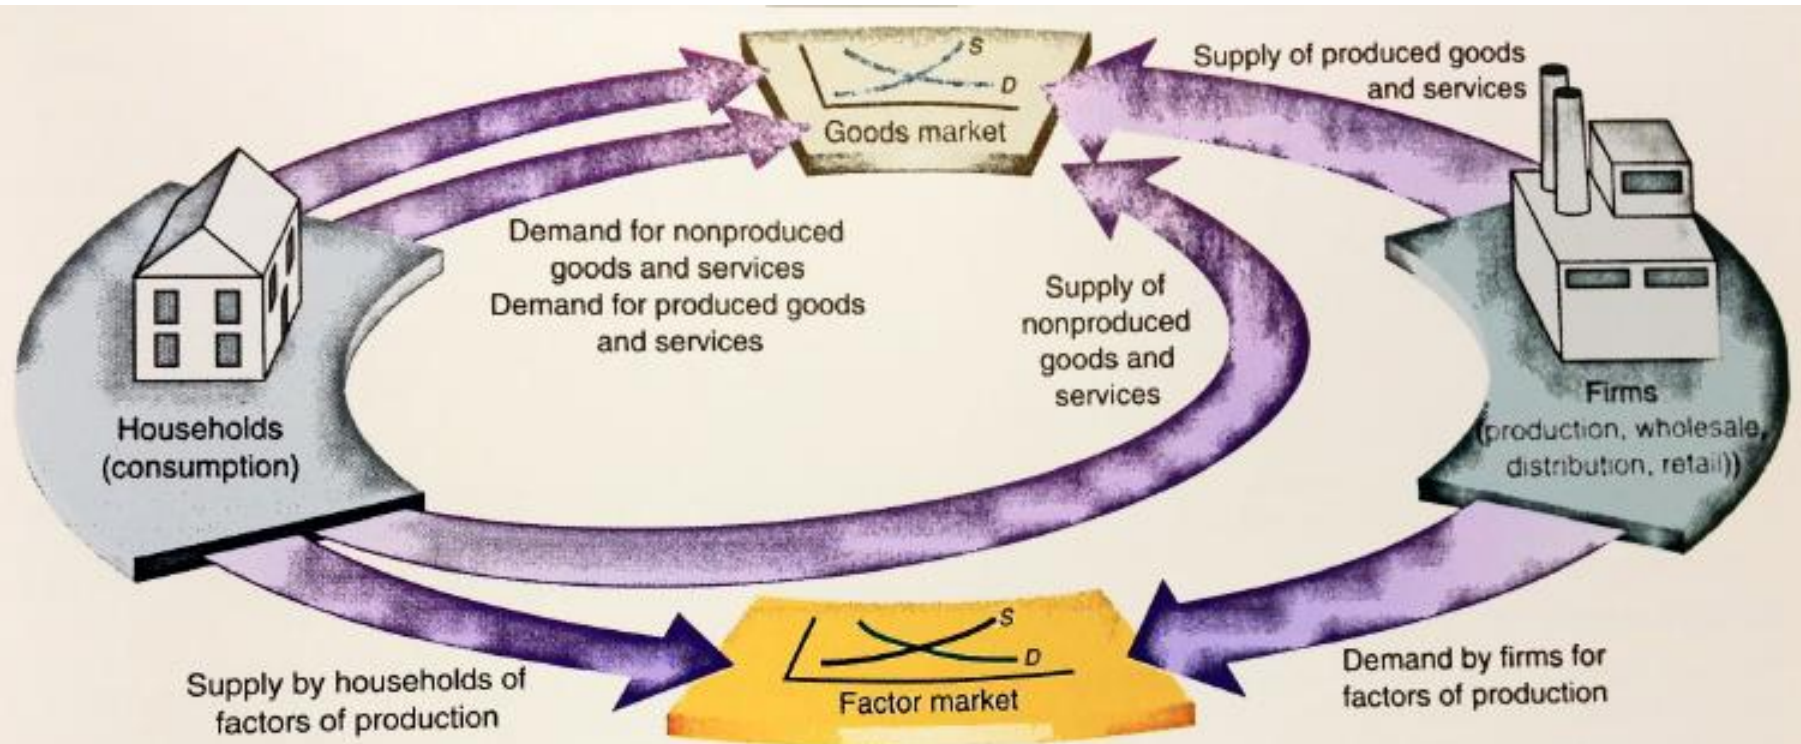 S
D
Goods market
Supply of produced goods
and services
Demand for nonproduced
goods and services
Demand for produced goods
and services
Supply of
nonproduced
goods and
services
Households
(consumption)
Firms
(production, wholesale,
distribution, retail))
S
D
Factor market
Supply by households of
factors of production
Demand by firms for
factors of production